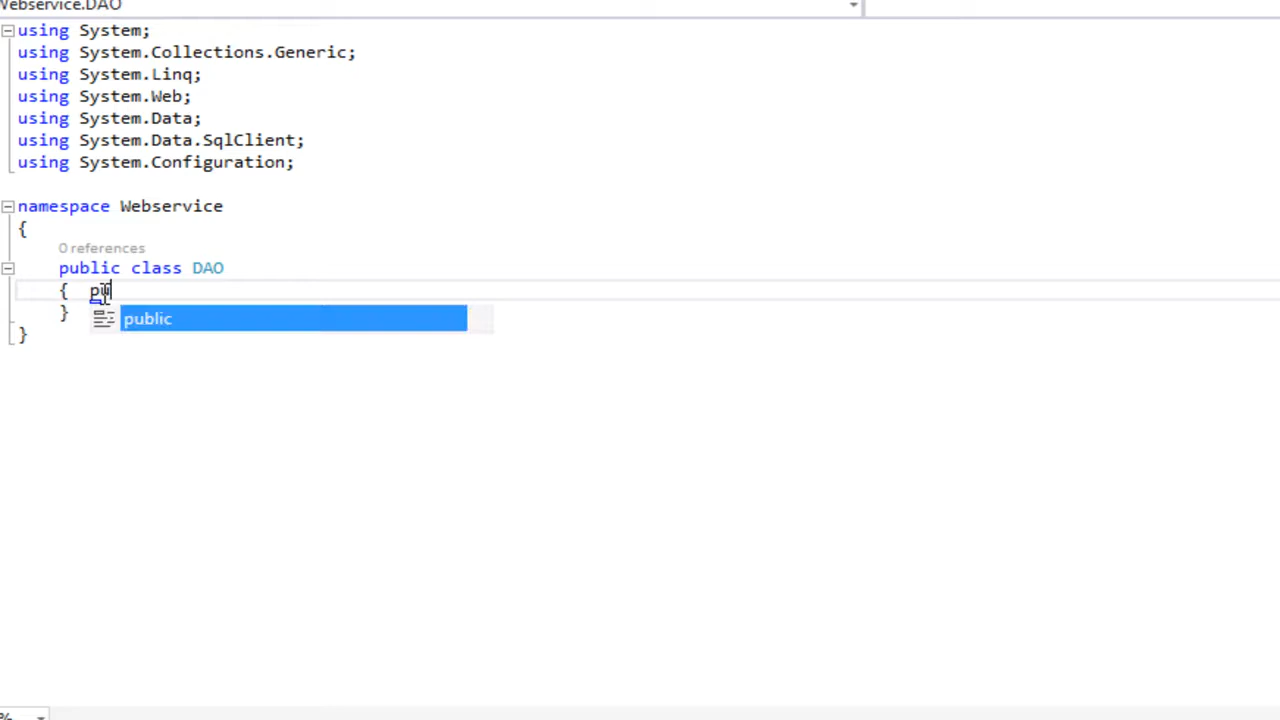 Webservice.DAO
using System;
using System.Collections.Generic;
using System.Linq;
using System.Web;
using System.Data;
using System.Data.SqlClient;
using System.Configuration;
namespace Webservice
{
0 references
public class DAO
{ pu
public
}
}
%